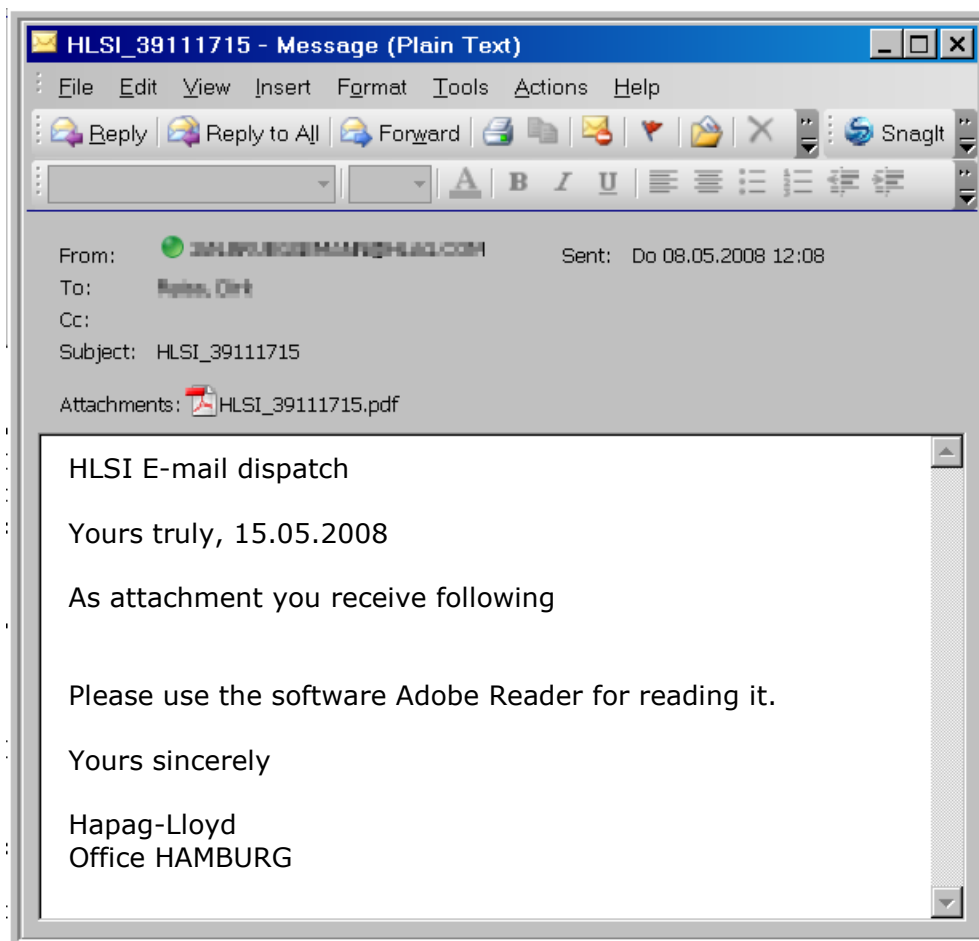 HLSI_39111715 - Message (Plain Text)
File Edit View Insert Format Tools Actions Help
Reply Reply to All Forward SnagIt
A B I U
From: Sent: Do 08.05.2008 12:08
To:
Cc:
Subject: HLSI_39111715
Attachments: HLSI_39111715.pdf
HLSI E-mail dispatch
Yours truly, 15.05.2008
As attachment you receive following
Please use the software Adobe Reader for reading it.
Yours sincerely
Hapag-Lloyd
Office HAMBURG